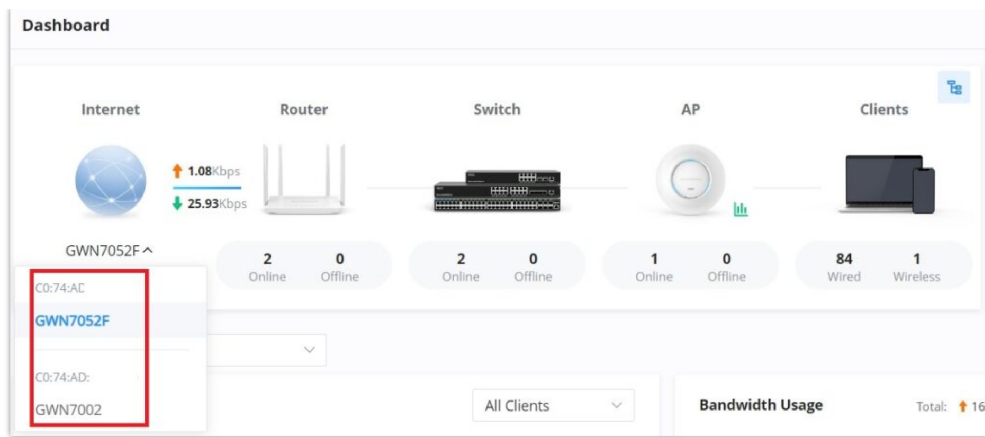 Dashboard
Internet
Router
Switch
AP
Clients
1.08Kbps
25.93Kbps
GWN7052F
2 0
Online Offline
2 0
Online Offline
1 0
Online Offline
84 1
Wired Wireless
C0:74:AD
GWN7052F
C0:74:AD:
GWN7002
All Clients
Bandwidth Usage
Total: 16